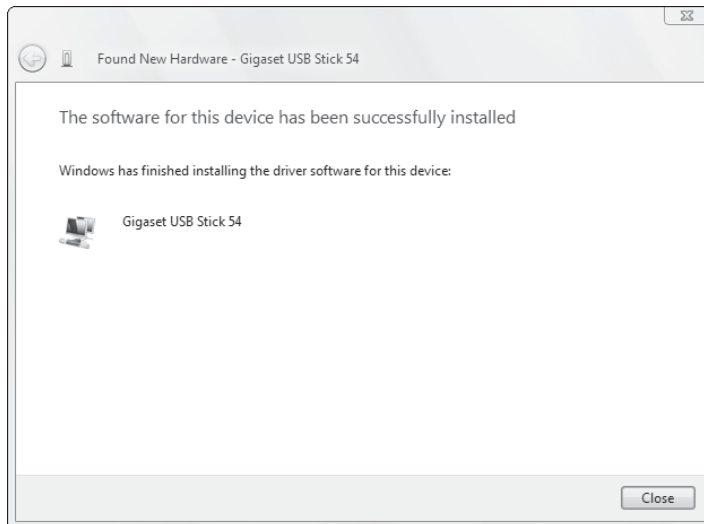 Found New Hardware - Gigaset USB Stick 54
The software for this device has been successfully installed
Windows has finished installing the driver software for this device:
Gigaset USB Stick 54
Close